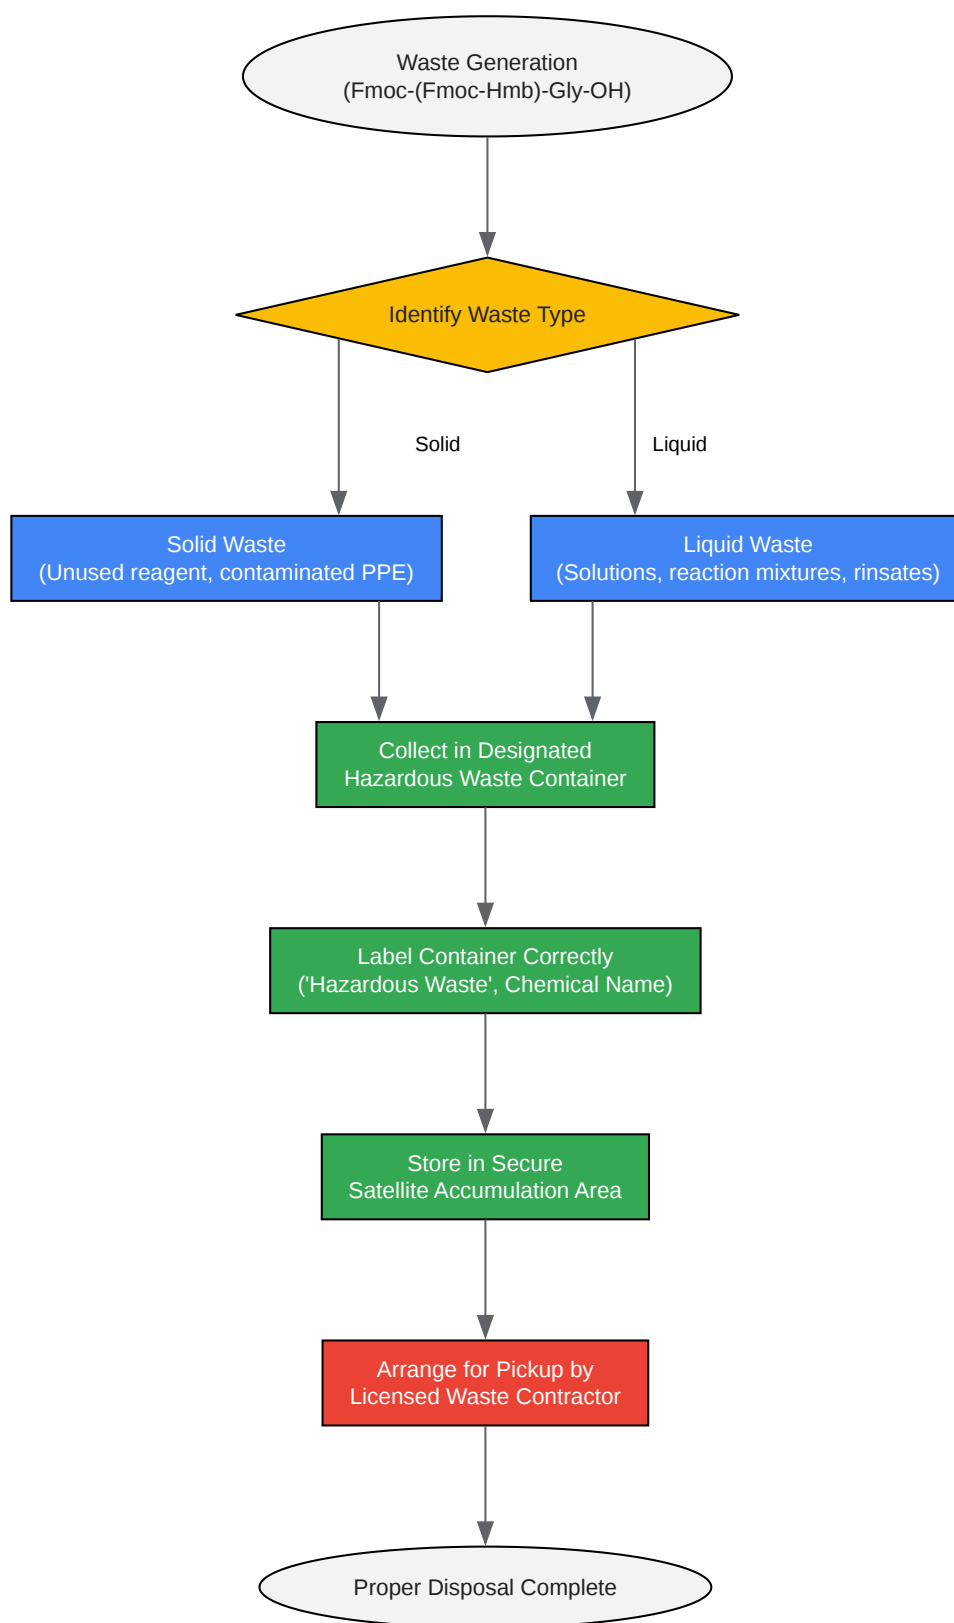 Waste Generation
(Fmoc-(Fmoc-Hmb)-Gly-OH)
Identify Waste Type
Solid
Liquid
Solid Waste
(Unused reagent, contaminated PPE)
Liquid Waste
(Solutions, reaction mixtures, rinsates)
Collect in Designated
Hazardous Waste Container
Label Container Correctly
('Hazardous Waste', Chemical Name)
Store in Secure
Satellite Accumulation Area
Arrange for Pickup by
Licensed Waste Contractor
Proper Disposal Complete